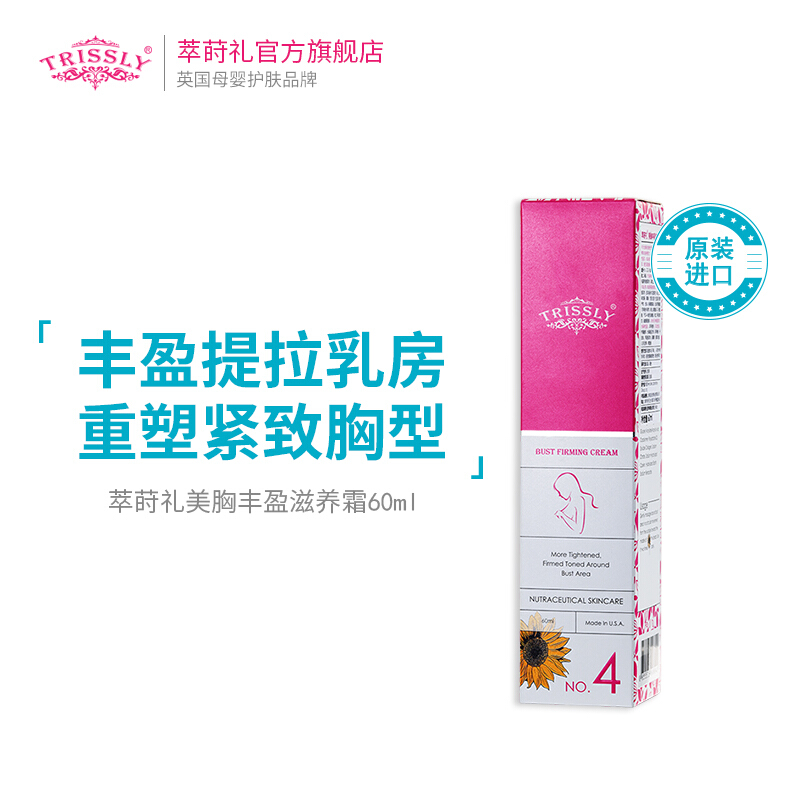 TRISSLY®
萃莳礼官方旗舰店
英国母婴护肤品牌
原装
进口
「丰盈提拉乳房
重塑紧致胸型」
萃莳礼美胸丰盈滋养霜60ml
TRISSLY®
BUST FIRMING CREAM
More Tightened,
Firmed Toned Around
Bust Area
NUTRACEUTICAL SKINCARE
60ml
Made in U.S.A.
NO.4